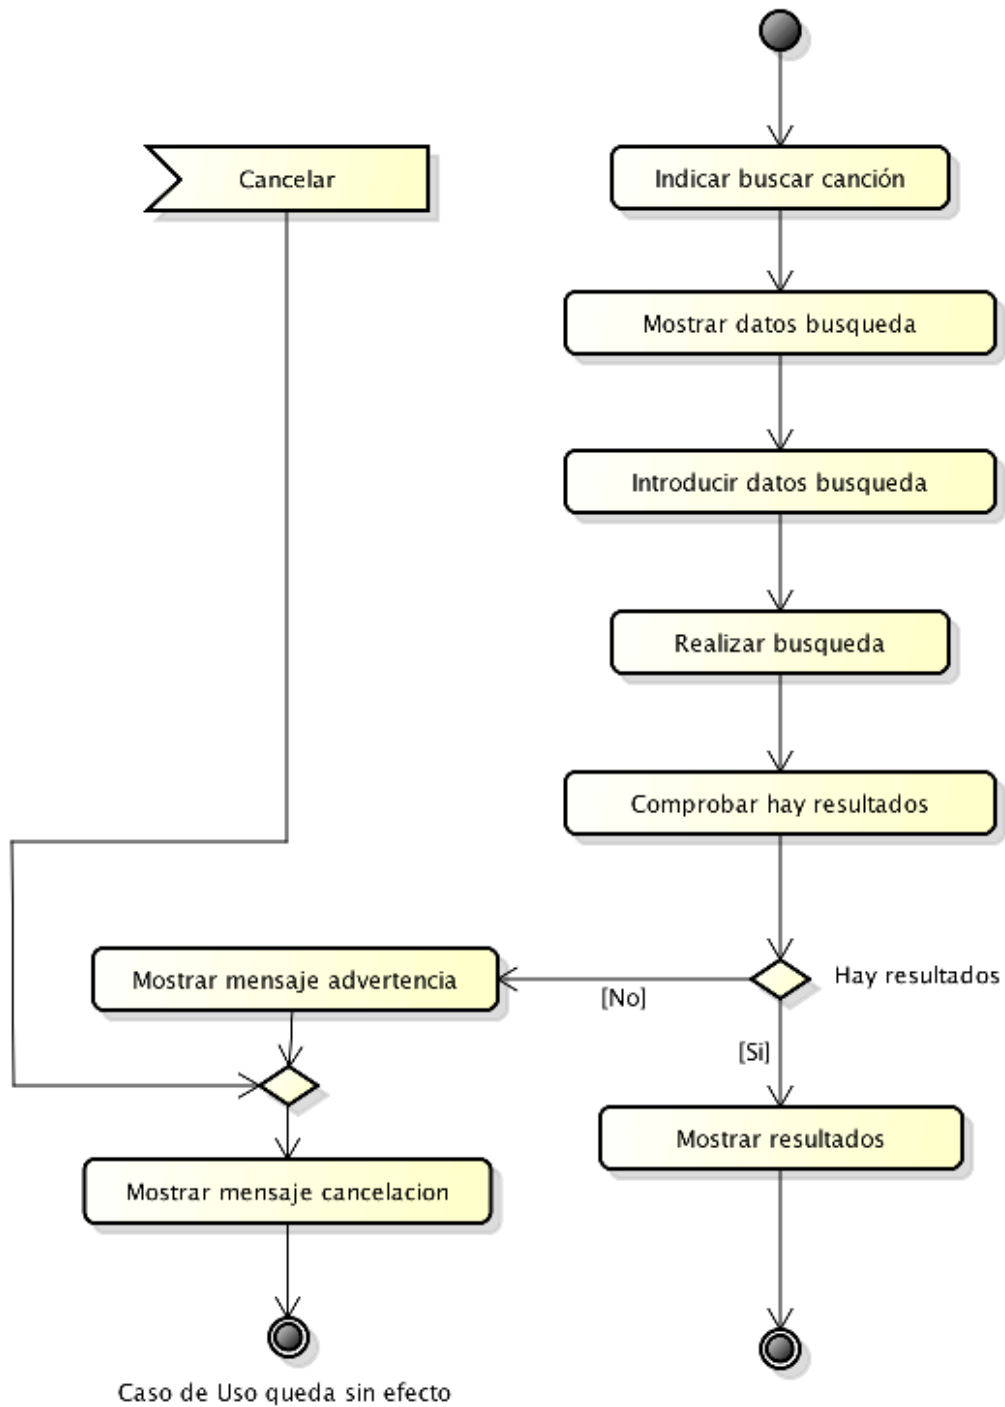 Cancelar
Indicar buscar canción
Mostrar datos busqueda
Introducir datos busqueda
Realizar busqueda
Comprobar hay resultados
Hay resultados
[No]
Mostrar mensaje advertencia
[Si]
Mostrar resultados
Mostrar mensaje cancelacion
Caso de Uso queda sin efecto